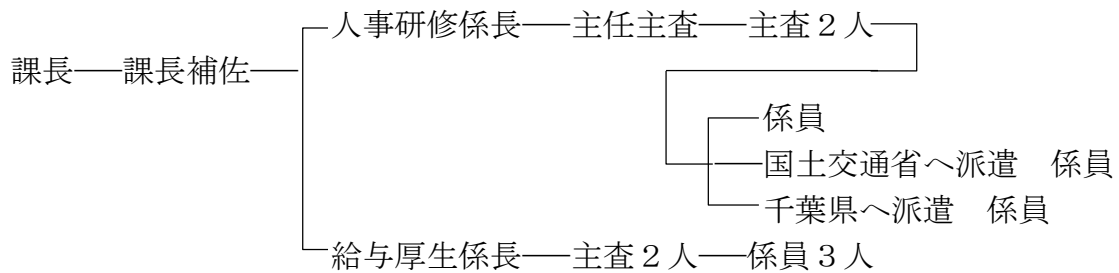 人事研修係長――主任主査――主査２人
課長――課長補佐
係員
国土交通省へ派遣　係員
千葉県へ派遣　係員
給与厚生係長――主査２人――係員３人